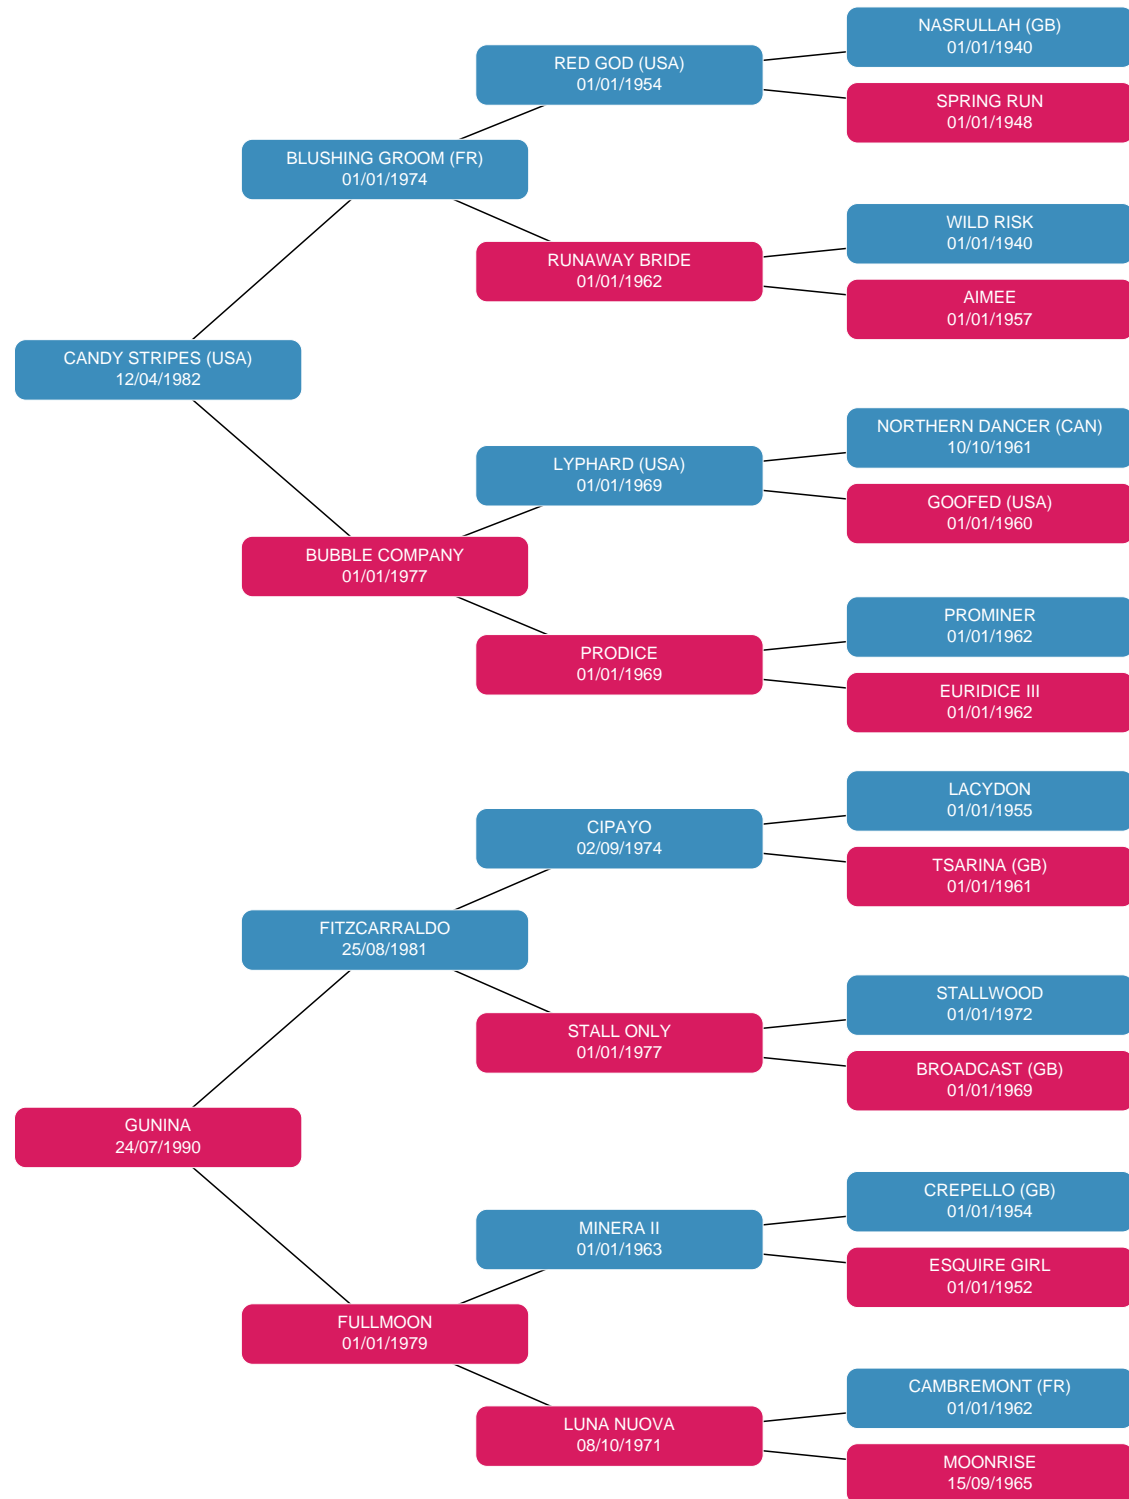 NASRULLAH (GB)
01/01/1940
RED GOD (USA)
01/01/1954
SPRING RUN
01/01/1948
BLUSHING GROOM (FR)
01/01/1974
WILD RISK
01/01/1940
RUNAWAY BRIDE
01/01/1962
AIMEE
01/01/1957
CANDY STRIPES (USA)
12/04/1982
NORTHERN DANCER (CAN)
10/10/1961
LYPHARD (USA)
01/01/1969
GOOFED (USA)
01/01/1960
BUBBLE COMPANY
01/01/1977
PROMINER
01/01/1962
PRODICE
01/01/1969
EURIDICE III
01/01/1962
LACYDON
01/01/1955
CIPAYO
02/09/1974
TSARINA (GB)
01/01/1961
FITZCARRALDO
25/08/1981
STALLWOOD
01/01/1972
STALL ONLY
01/01/1977
BROADCAST (GB)
01/01/1969
GUNINA
24/07/1990
CREPELLO (GB)
01/01/1954
MINERA II
01/01/1963
ESQUIRE GIRL
01/01/1952
FULLMOON
01/01/1979
CAMBREMONT (FR)
01/01/1962
LUNA NUOVA
08/10/1971
MOONRISE
15/09/1965